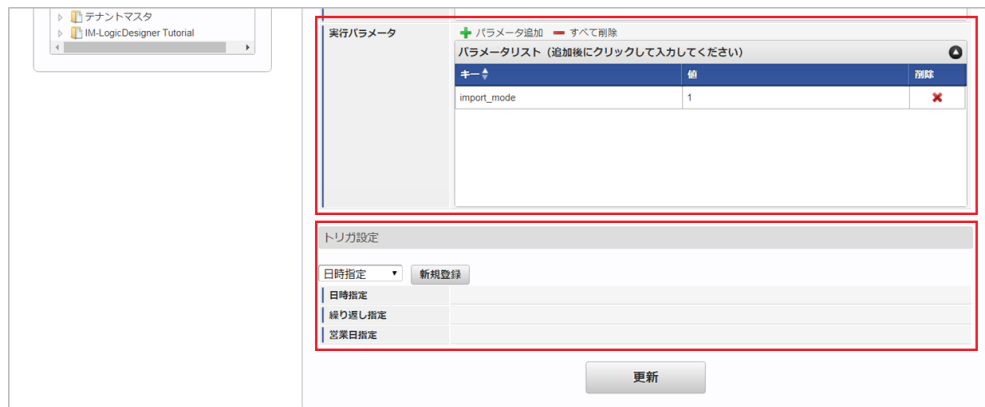 テナントマスタ
IM-LogicDesigner Tutorial
実行パラメータ
パラメータ追加 すべて削除
パラメータリスト（追加後にクリックして入力してください）
キー 値 削除
import_mode 1
トリガ設定
日時指定 新規登録
日時指定
繰り返し指定
営業日指定
更新